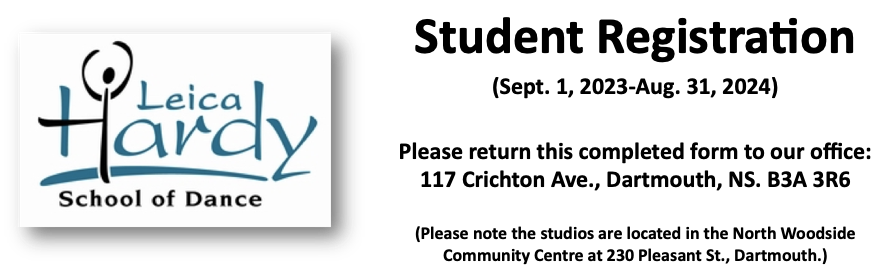 Leica
Hardy
School of Dance
Student Registration
(Sept. 1, 2023-Aug. 31, 2024)
Please return this completed form to our office:
117 Crichton Ave., Dartmouth, NS. B3A 3R6
(Please note the studios are located in the North Woodside
Community Centre at 230 Pleasant St., Dartmouth.)